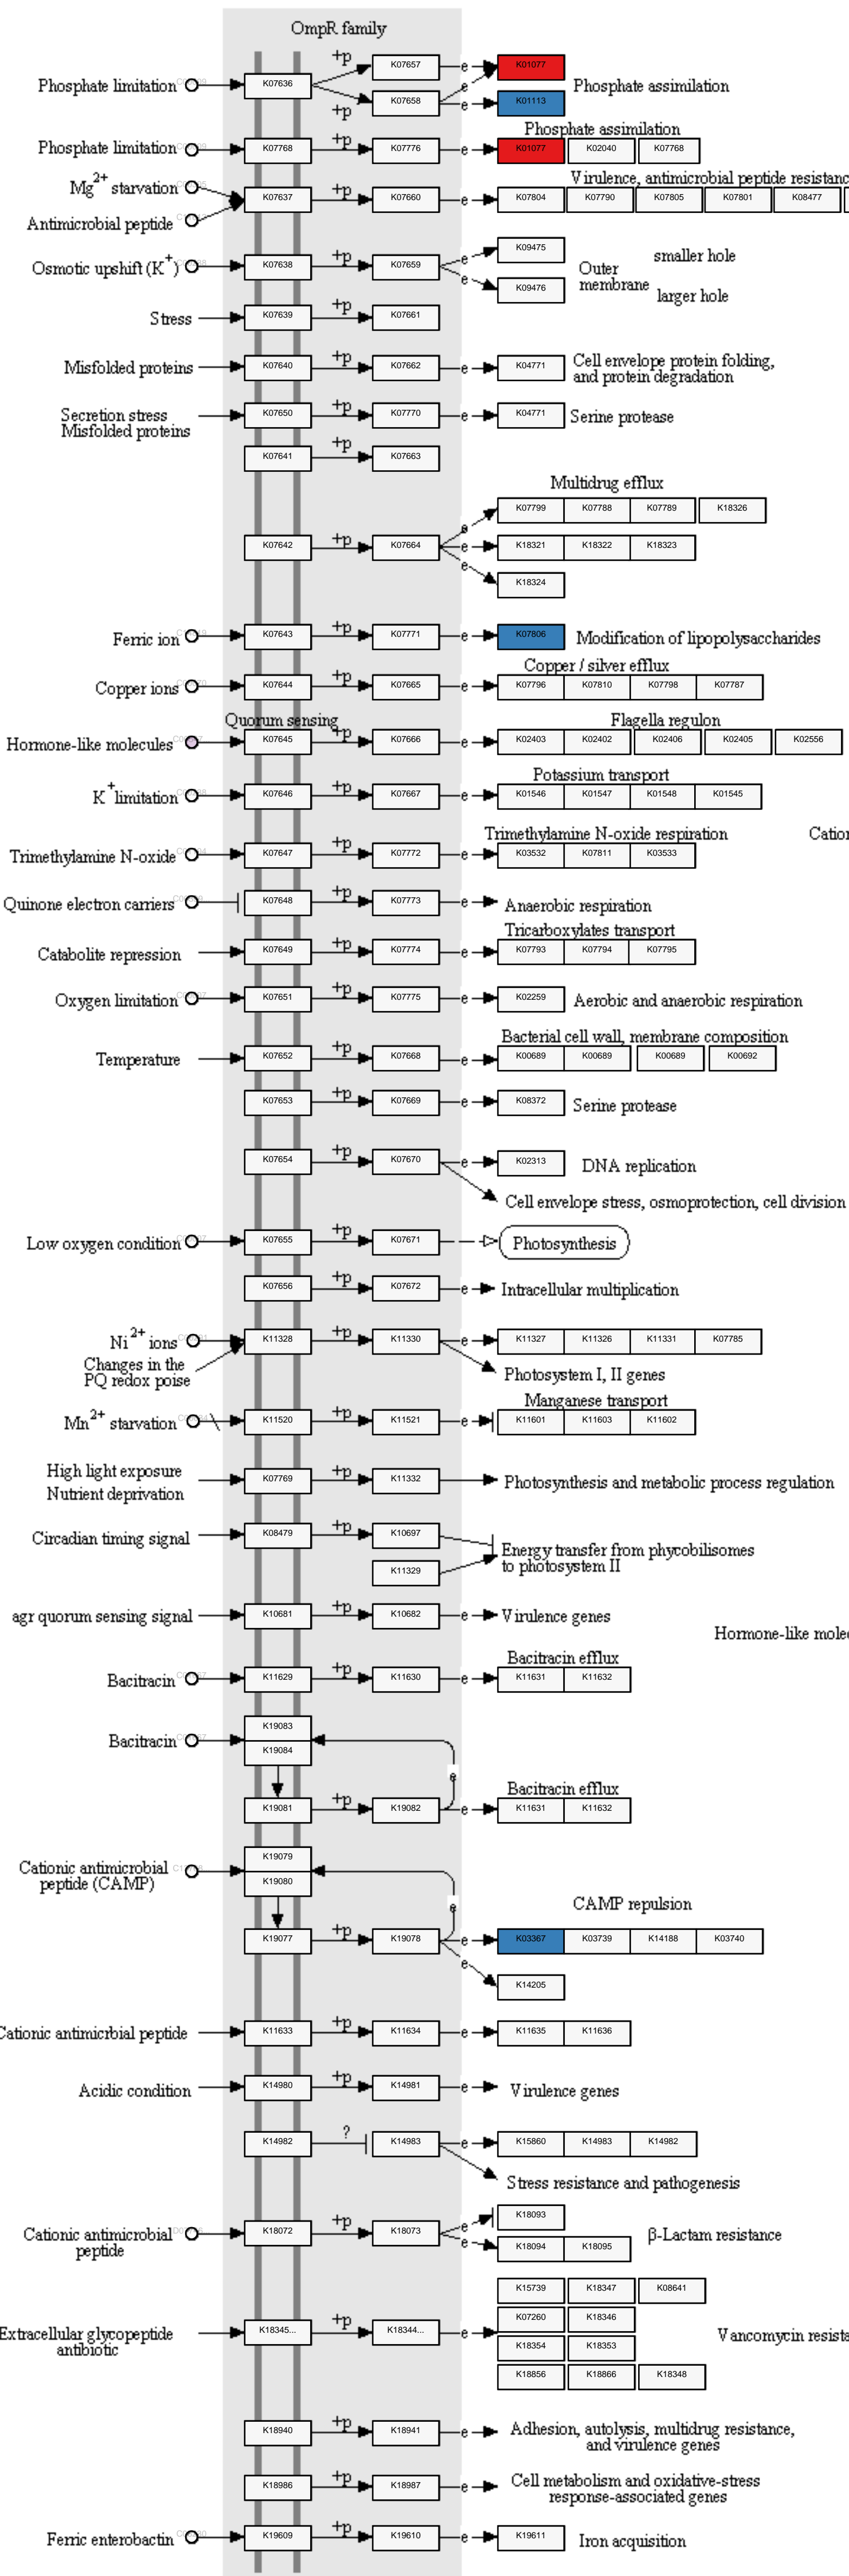 OmpR family
+p K07657 e K01077
Phosphate limitation K07636 Phosphate assimilation
+p K07658 e K01113
Phosphate assimilation
Phosphate limitation K07768 +p K07776 e K01077 K02040 K07768
Virulence, antimicrobial peptide resistanc
Mg2+ starvation
K07637 +p K07660 e K07804 K07790 K07805 K07801 K08477
Antimicrobial peptide
K09475 smaller hole
Osmotic upshift (K+) K07638 +p K07659 e e Outer membrane
K09476 larger hole
Stress K07639 +p K07661
Misfolded proteins K07640 +p K07662 e K04771 Cell envelope protein folding,
and protein degradation
Secretion stress K07650 +p K07770 e K04771 Serine protease
Misfolded proteins
K07641 +p K07663
Multidrug efflux
e K07799 K07788 K07789 K18326
K07642 +p K07664 e K18321 K18322 K18323
e K18324
Ferric ion K07643 +p K07771 e K07806 Modification of lipopolysaccharides
Copper / silver efflux
Copper ions K07644 +p K07665 e K07796 K07810 K07798 K07787
Quorum sensing Flagella regulon
Hormone-like molecules K07645 +p K07666 e K02403 K02402 K02406 K02405 K02556
Potassium transport
K+ limitation K07646 +p K07667 e K01546 K01547 K01548 K01545
Trimethylamine N-oxide respiration Cation
Trimethylamine N-oxide K07647 +p K07772 e K03532 K07811 K03533
Quinone electron carriers K07648 +p K07773 e Anaerobic respiration
Tricarboxylates transport
Catabolite repression K07649 +p K07774 e K07793 K07794 K07795
Oxygen limitation K07651 +p K07775 e K02259 Aerobic and anaerobic respiration
Bacterial cell wall, membrane composition
Temperature K07652 +p K07668 e K00689 K00689 K00689 K00692
K07653 +p K07669 e K08372 Serine protease
K07654 +p K07670 e K02313 DNA replication
Cell envelope stress, osmoprotection, cell division
Low oxygen condition K07655 +p K07671 Photosynthesis
K07656 +p K07672 e Intracellular multiplication
Ni2+ ions K11328 +p K11330 e K11327 K11326 K11331 K07785
Changes in the
PQ redox poise Photosystem I, II genes
Manganese transport
Mn2+ starvation K11520 +p K11521 e K11601 K11603 K11602
High light exposure
Nutrient deprivation K07769 +p K11332 Photosynthesis and metabolic process regulation
Circadian timing signal K08479 +p K10697
Energy transfer from phycobilisomes
to photosystem II
K11329
agr quorum sensing signal K10681 +p K10682 e Virulence genes
Hormone-like molec
Bacitracin efflux
Bacitracin K11629 +p K11630 e K11631 K11632
K19083
Bacitracin
K19084
e
Bacitracin efflux
K19081 +p K19082 e K11631 K11632
K19079
Cationic antimicrobial
peptide (CAMP)
K19080
e
CAMP repulsion
K19077 +p K19078 e K03367 K03739 K14188 K03740
e K14205
Cationic antimicrbial peptide K11633 +p K11634 e K11635 K11636
Acidic condition K14980 +p K14981 e Virulence genes
K14982 ? K14983 e K15860 K14983 K14982
Stress resistance and pathogenesis
e K18093
Cationic antimicrobial
peptide K18072 +p K18073 β-Lactam resistance
e K18094 K18095
K15739 K18347 K08641
K07260 K18346
Extracellular glycopeptide
antibiotic K18345... +p K18344... e Vancomycin resista
K18354 K18353
K18856 K18866 K18348
K18940 +p K18941 e Adhesion, autolysis, multidrug resistance,
and virulence genes
K18986 +p K18987 e Cell metabolism and oxidative-stress
response-associated genes
Ferric enterobactin K19609 +p K19610 e K19611 Iron acquisition